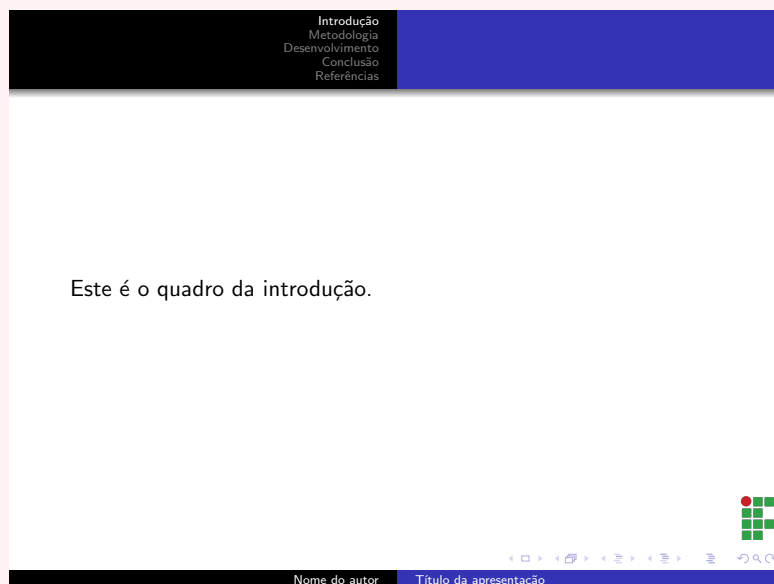 Introdução
Metodologia
Desenvolvimento
Conclusão
Referências
Este é o quadro da introdução.
Nome do autor
Título da apresentação